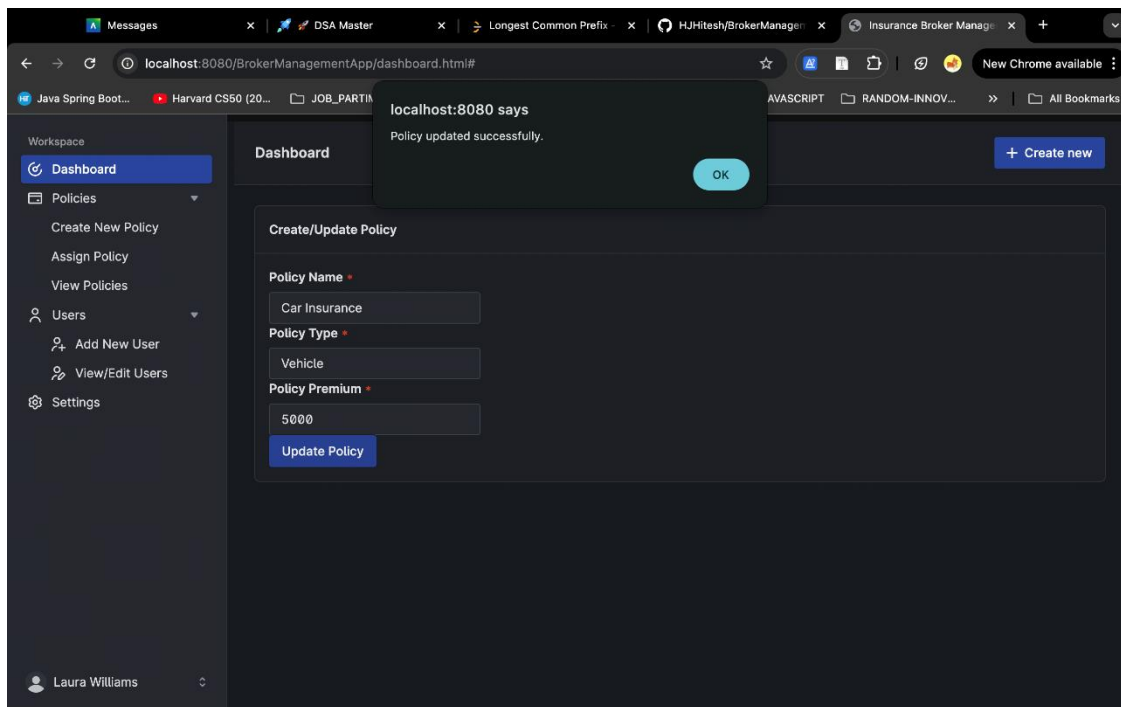 Messages
DSA Master
Longest Common Prefix -
HJHitesh/BrokerManagen
Insurance Broker Manage
localhost:8080/BrokerManagementApp/dashboard.html#
New Chrome available
Java Spring Boot...
Harvard CS50 (20...
JOB_PARTIM
AVASCRIPT
RANDOM-INNOV...
All Bookmarks
localhost:8080 says
Policy updated successfully.
OK
Workspace
Dashboard
Policies
Create New Policy
Assign Policy
View Policies
Users
Add New User
View/Edit Users
Settings
Laura Williams
Dashboard
+ Create new
Create/Update Policy
Policy Name *
Car Insurance
Policy Type *
Vehicle
Policy Premium *
5000
Update Policy